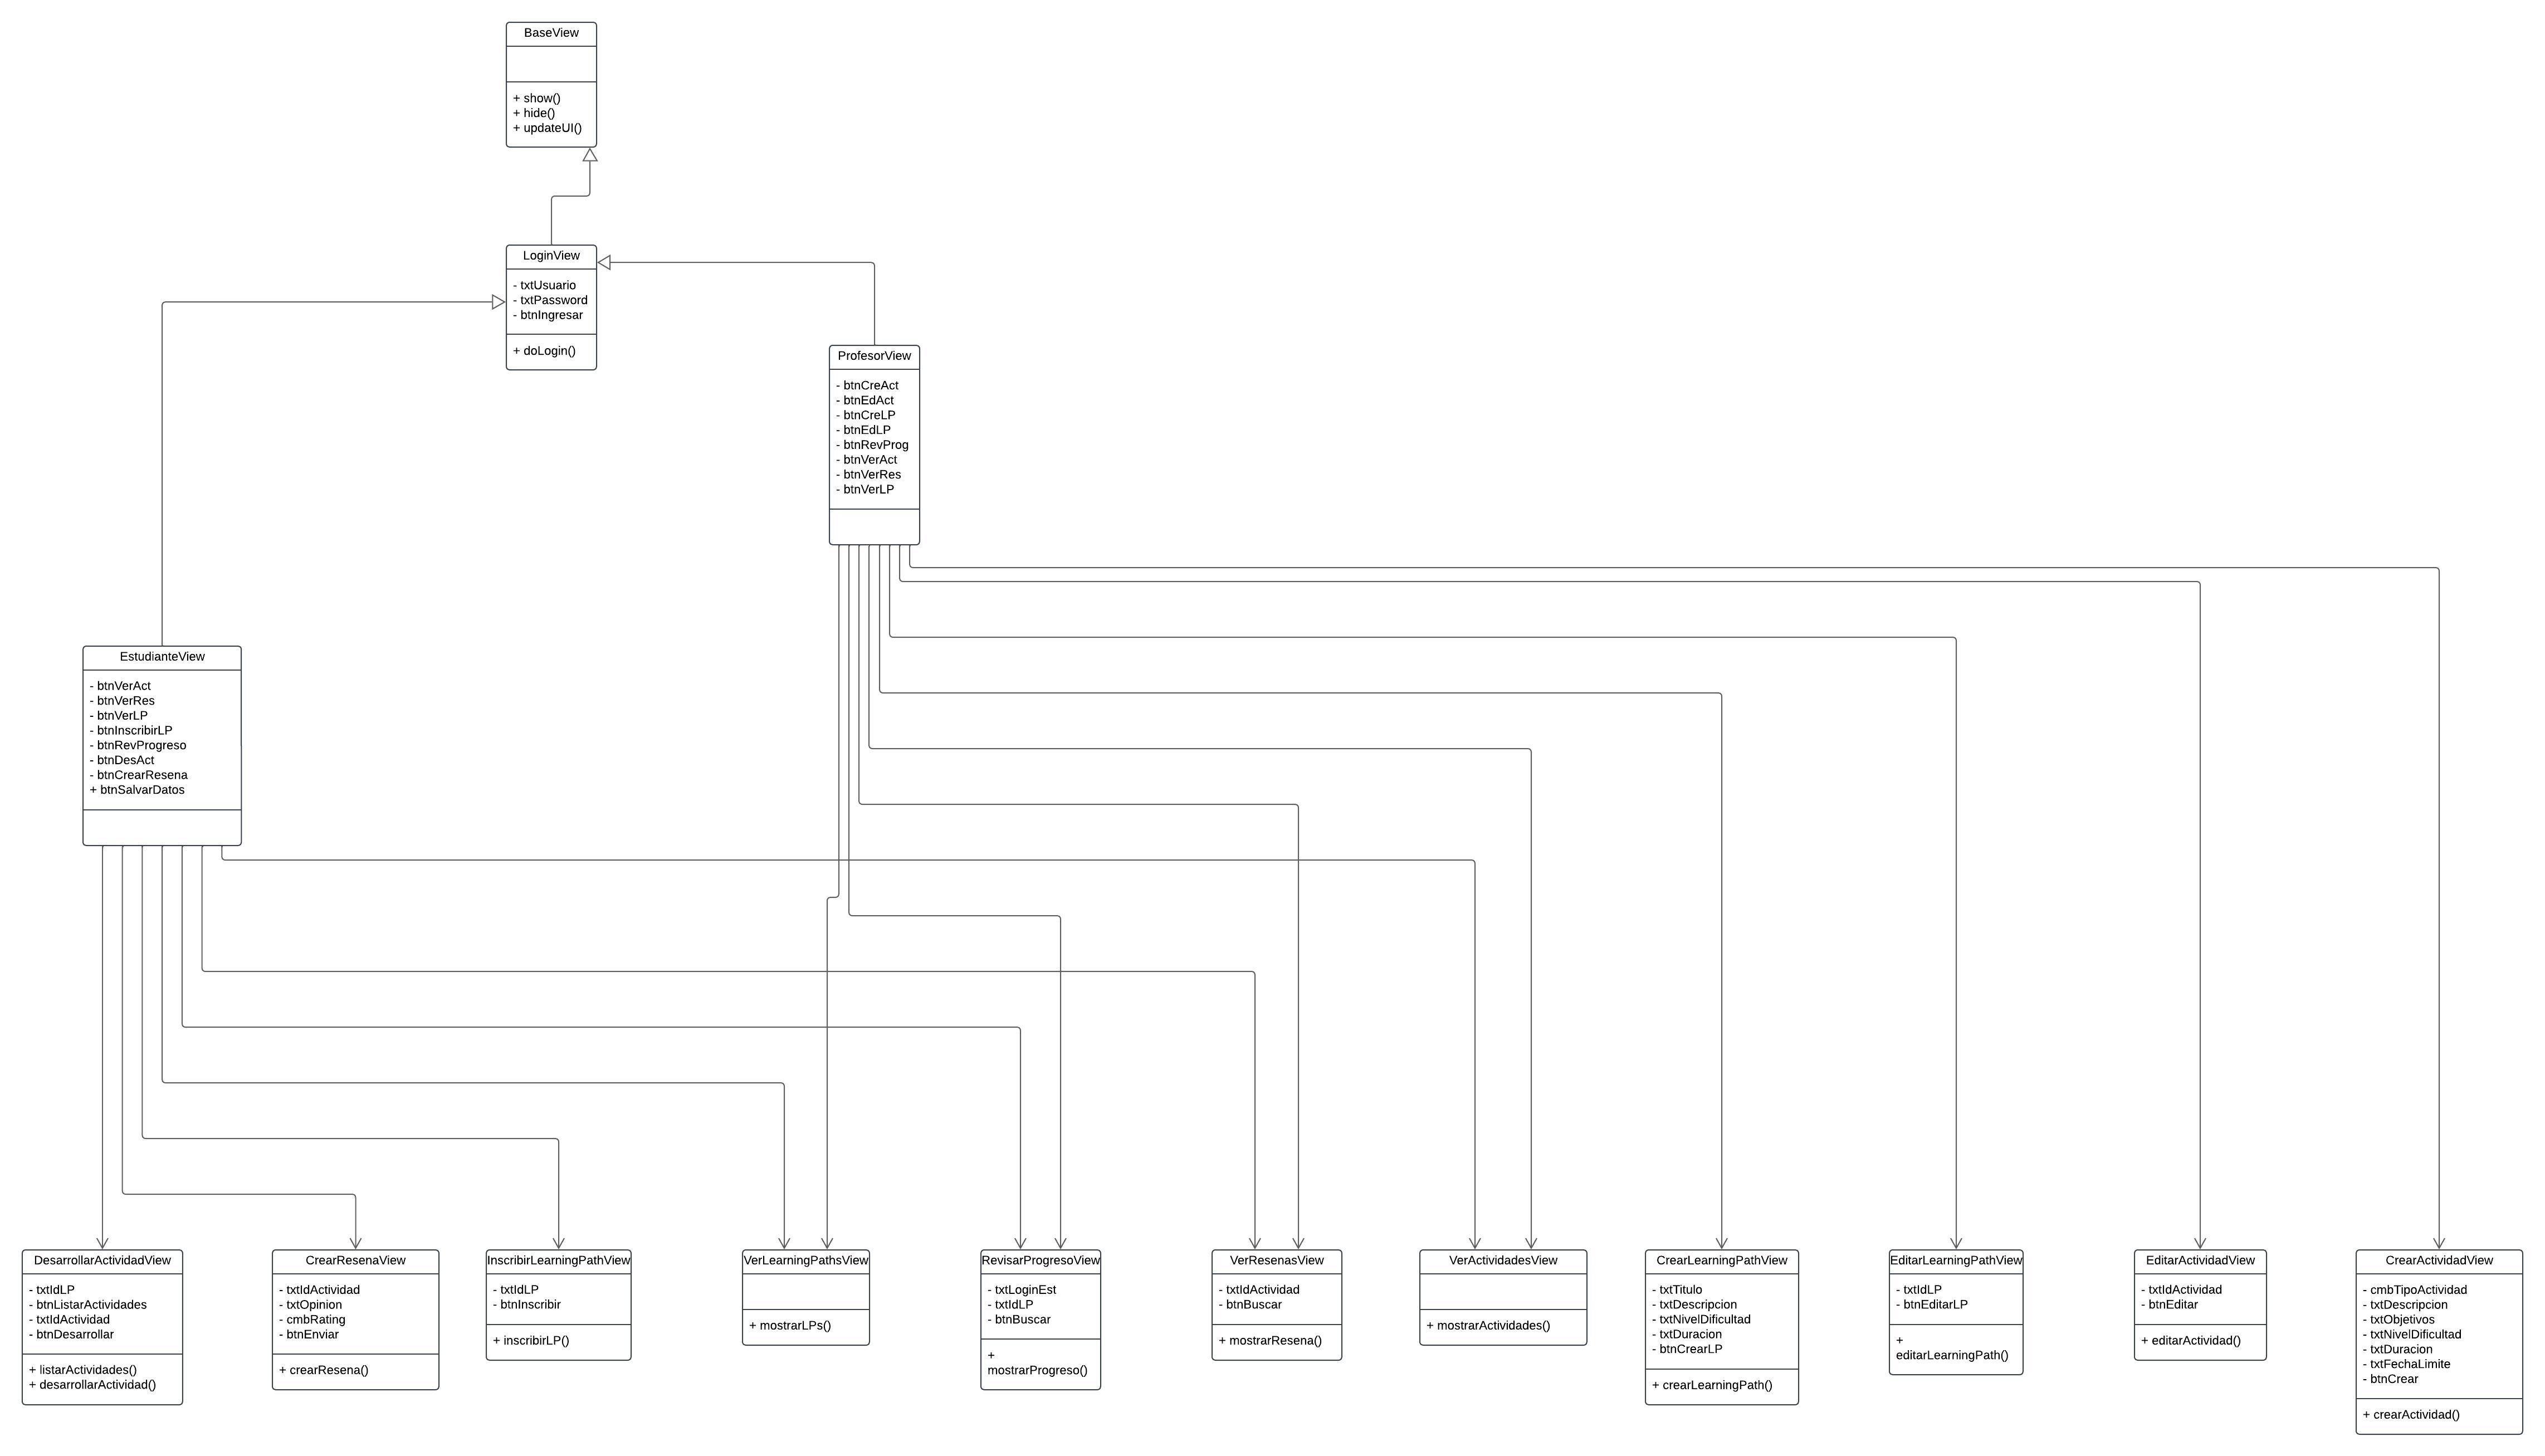 BaseView
+ show()
+ hide()
+ updateUI()
LoginView
- txtUsuario
- txtPassword
- btnIngresar
+ doLogin()
ProfesorView
- btnCreAct
- btnEdAct
- btnCreLP
- btnEdLP
- btnRevProg
- btnVerAct
- btnVerRes
- btnVerLP
EstudianteView
- btnVerAct
- btnVerRes
- btnVerLP
- btnInscribirLP
- btnRevProgreso
- btnDesAct
- btnCrearResena
+ btnSalvarDatos
DesarrollarActividadView
- txtIdLP
- btnListarActividades
- txtIdActividad
- btnDesarrollar
+ listarActividades()
+ desarrollarActividad()
CrearResenaView
- txtIdActividad
- txtOpinion
- cmbRating
- btnEnviar
+ crearResena()
InscribirLearningPathView
- txtIdLP
- btnInscribir
+ inscribirLP()
VerLearningPathsView
+ mostrarLPs()
RevisarProgresoView
- txtLoginEst
- txtIdLP
- btnBuscar
+
mostrarProgreso()
VerResenasView
- txtIdActividad
- btnBuscar
+ mostrarResena()
VerActividadesView
+ mostrarActividades()
CrearLearningPathView
- txtTitulo
- txtDescripcion
- txtNivelDificultad
- txtDuracion
- btnCrearLP
+ crearLearningPath()
EditarLearningPathView
- txtIdLP
- btnEditarLP
+
editarLearningPath()
EditarActividadView
- txtIdActividad
- btnEditar
+ editarActividad()
CrearActividadView
- cmbTipoActividad
- txtDescripcion
- txtObjetivos
- txtNivelDificultad
- txtDuracion
- txtFechaLimite
- btnCrear
+ crearActividad()